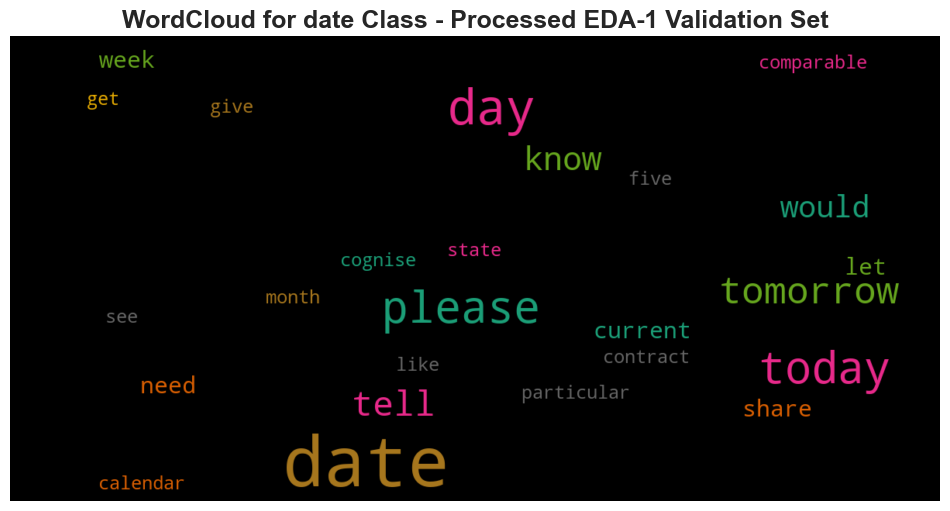 WordCloud for date Class - Processed EDA-1 Validation Set
week
comparable
get
give
day
know
five
would
state
cognise
let
month
tomorrow
please
see
current
contract
like
today
need
particular
tell
share
date
calendar